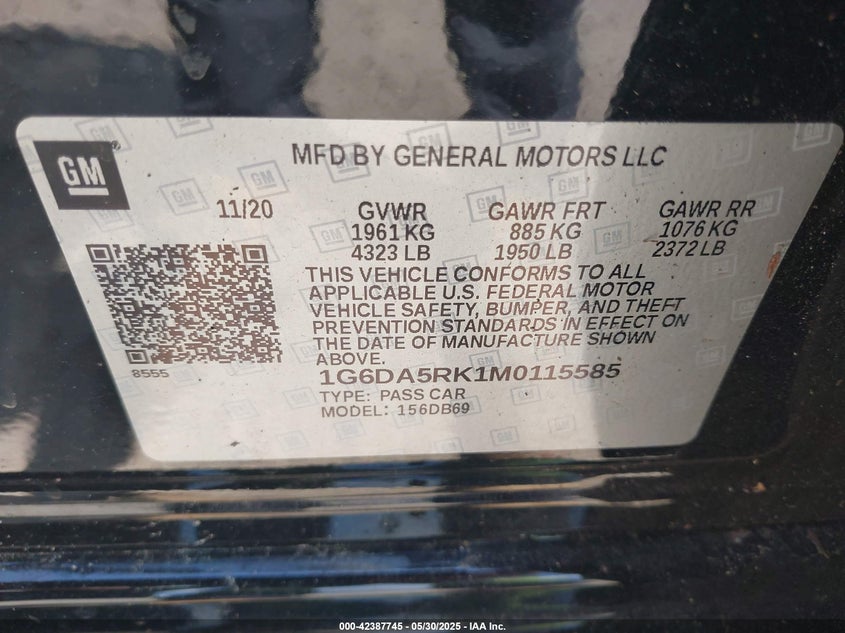 GM
MFD BY GENERAL MOTORS LLC
11/20 GVWR GAWR FRT GAWR RR
1961 KG 885 KG 1076 KG
4323 LB 1950 LB 2372 LB
THIS VEHICLE CONFORMS TO ALL
APPLICABLE U.S. FEDERAL MOTOR
VEHICLE SAFETY, BUMPER, AND THEFT
PREVENTION STANDARDS IN EFFECT ON
THE DATE OF MANUFACTURE SHOWN
ABOVE.
8555
1G6DA5RK1M0115585
TYPE: PASS CAR
MODEL: 156DB69
000-42387745 - 05/30/2025 - IAA Inc.